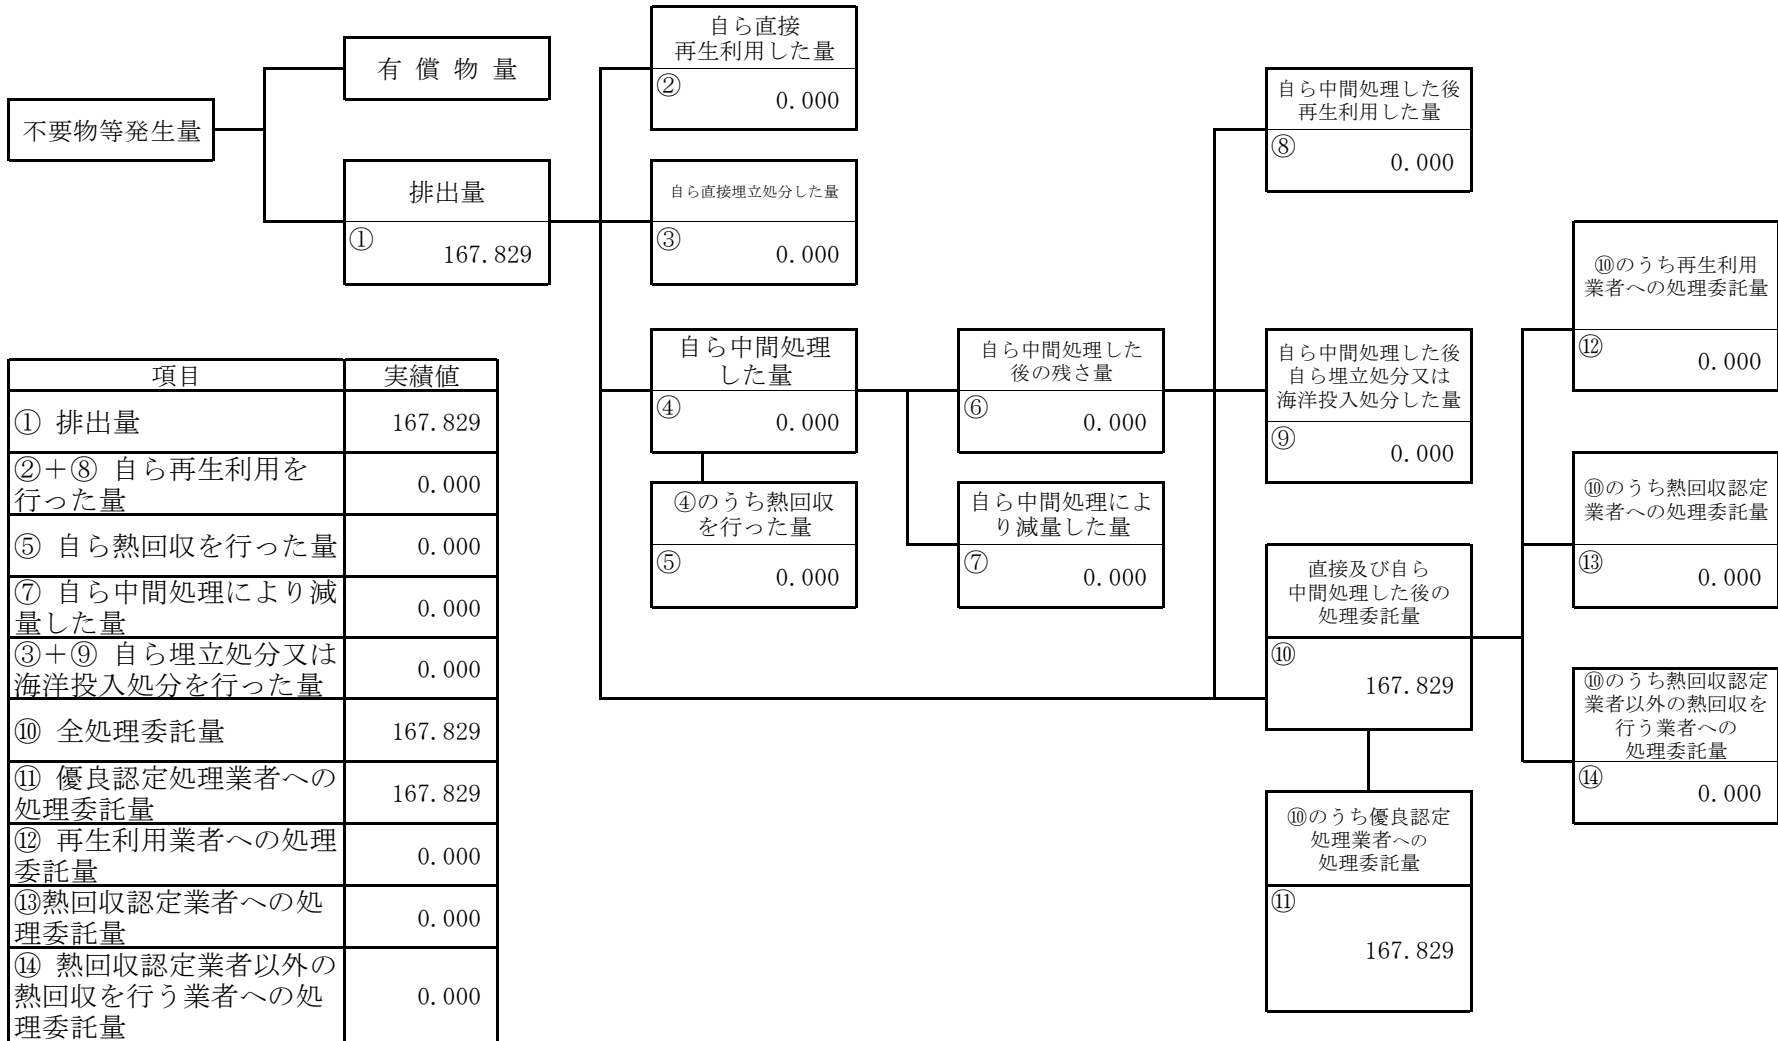 不要物等発生量
有 償 物 量
排出量
①
167.829
自ら直接
再生利用した量
②
0.000
自ら直接埋立処分した量
③
0.000
自ら中間処理
した量
④
0.000
④のうち熱回収
を行った量
⑤
0.000
自ら中間処理した
後の残さ量
⑥
0.000
自ら中間処理によ
り減量した量
⑦
0.000
自ら中間処理した後
再生利用した量
⑧
0.000
自ら中間処理した後
自ら埋立処分又は
海洋投入処分した量
⑨
0.000
直接及び自ら
中間処理した後の
処理委託量
⑩
167.829
⑩のうち優良認定
処理業者への
処理委託量
⑪
167.829
⑩のうち再生利用
業者への処理委託量
⑫
0.000
⑩のうち熱回収認定
業者への処理委託量
⑬
0.000
⑩のうち熱回収認定
業者以外の熱回収を
行う業者への
処理委託量
⑭
0.000
項目 実績値
① 排出量 167.829
②＋⑧ 自ら再生利用を
行った量 0.000
⑤ 自ら熱回収を行った量 0.000
⑦ 自ら中間処理により減
量した量 0.000
③＋⑨ 自ら埋立処分又は
海洋投入処分を行った量 0.000
⑩ 全処理委託量 167.829
⑪ 優良認定処理業者への
処理委託量 167.829
⑫ 再生利用業者への処理
委託量 0.000
⑬熱回収認定業者への処
理委託量 0.000
⑭ 熱回収認定業者以外の
熱回収を行う業者への処
理委託量 0.000